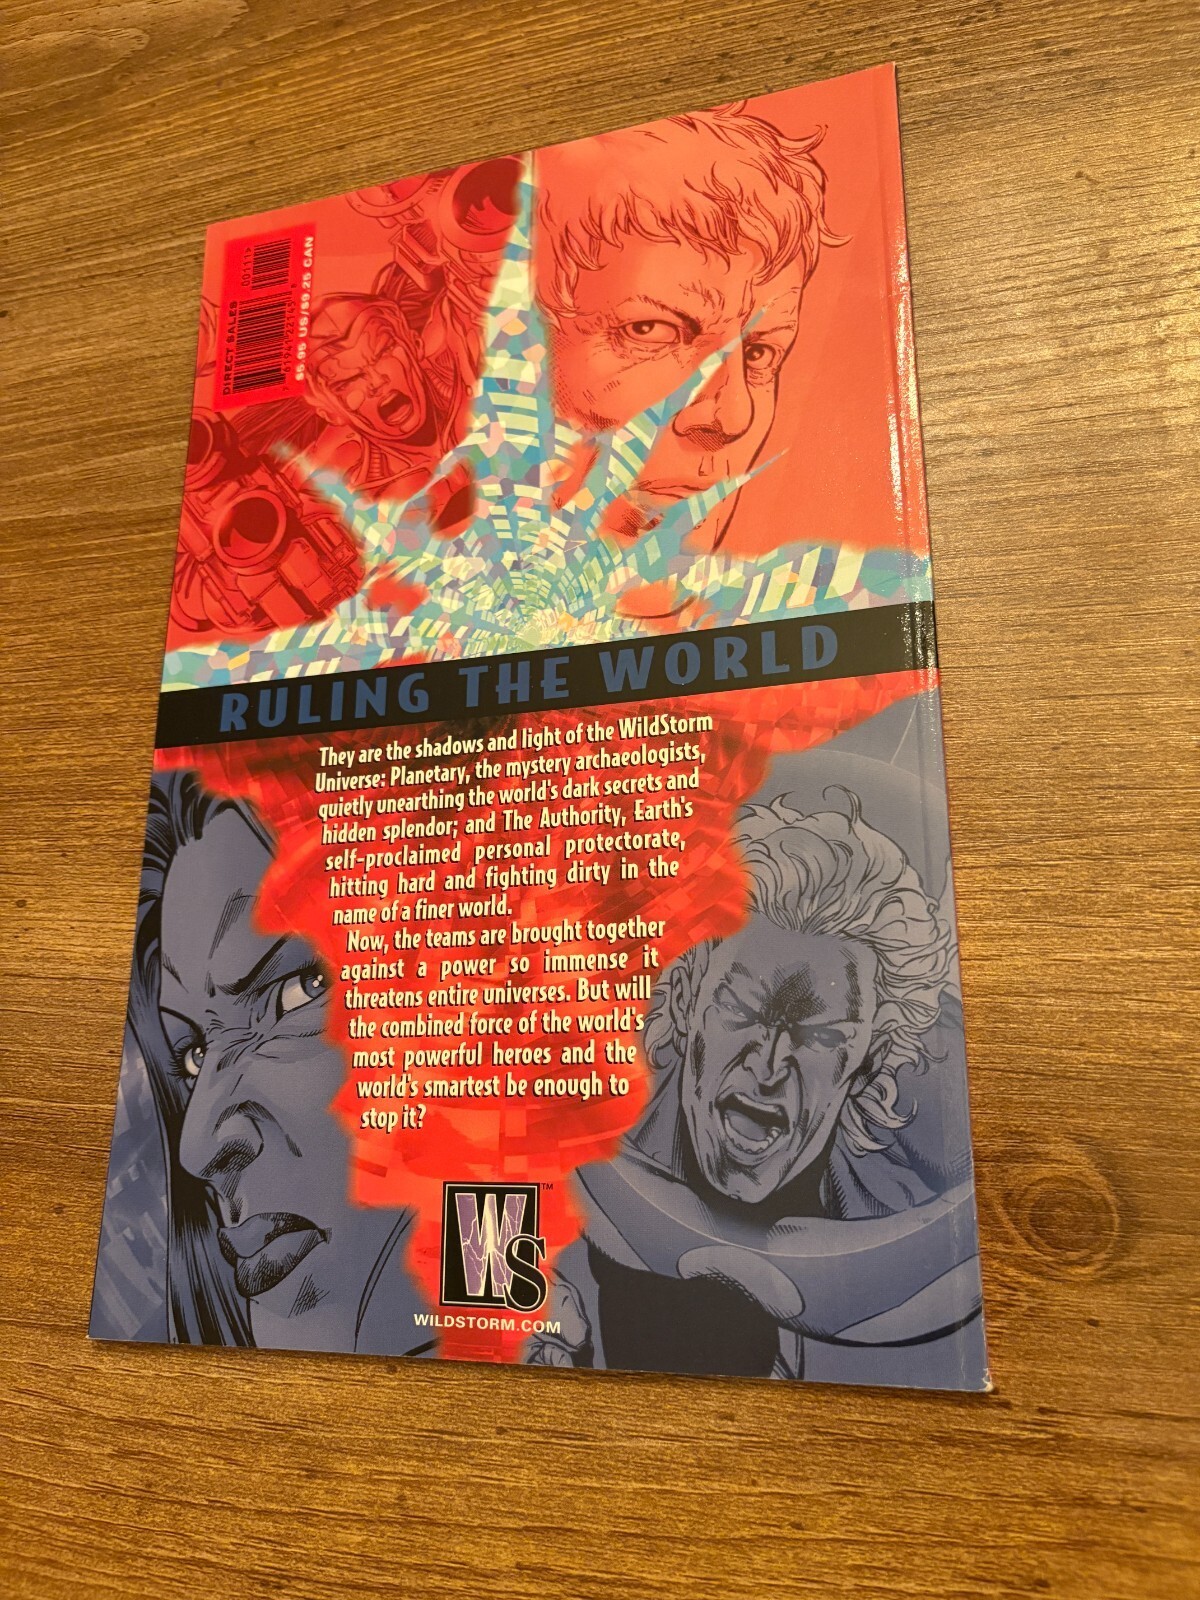 DIRECT SALES
00111>
$5.95 US/$9.25 CAN
RULING THE WORLD
They are the shadows and light of the WildStorm
Universe: Planetary, the mystery archaeologists,
quietly unearthing the world's dark secrets and
hidden splendor; and The Authority, Earth's
self-proclaimed personal protectorate,
hitting hard and fighting dirty in the
name of a finer world.
Now, the teams are brought together
against a power so immense it
threatens entire universes. But will
the combined force of the world's
most powerful heroes and the
world's smartest be enough to
stop it?
WS
TM
WILDSTORM.COM